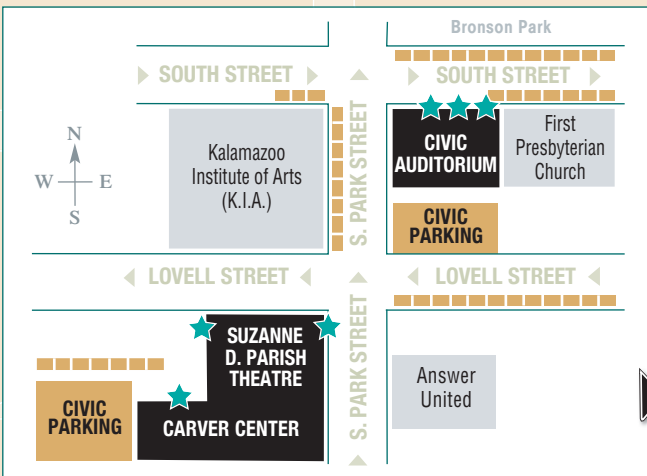 Bronson Park
SOUTH STREET
SOUTH STREET
N
W E
S
Kalamazoo
Institute of Arts
(K.I.A.)
S. PARK STREET
CIVIC
AUDITORIUM
First
Presbyterian
Church
CIVIC
PARKING
LOVELL STREET
LOVELL STREET
SUZANNE
D. PARISH
THEATRE
S. PARK STREET
Answer
United
CIVIC
PARKING
CARVER CENTER